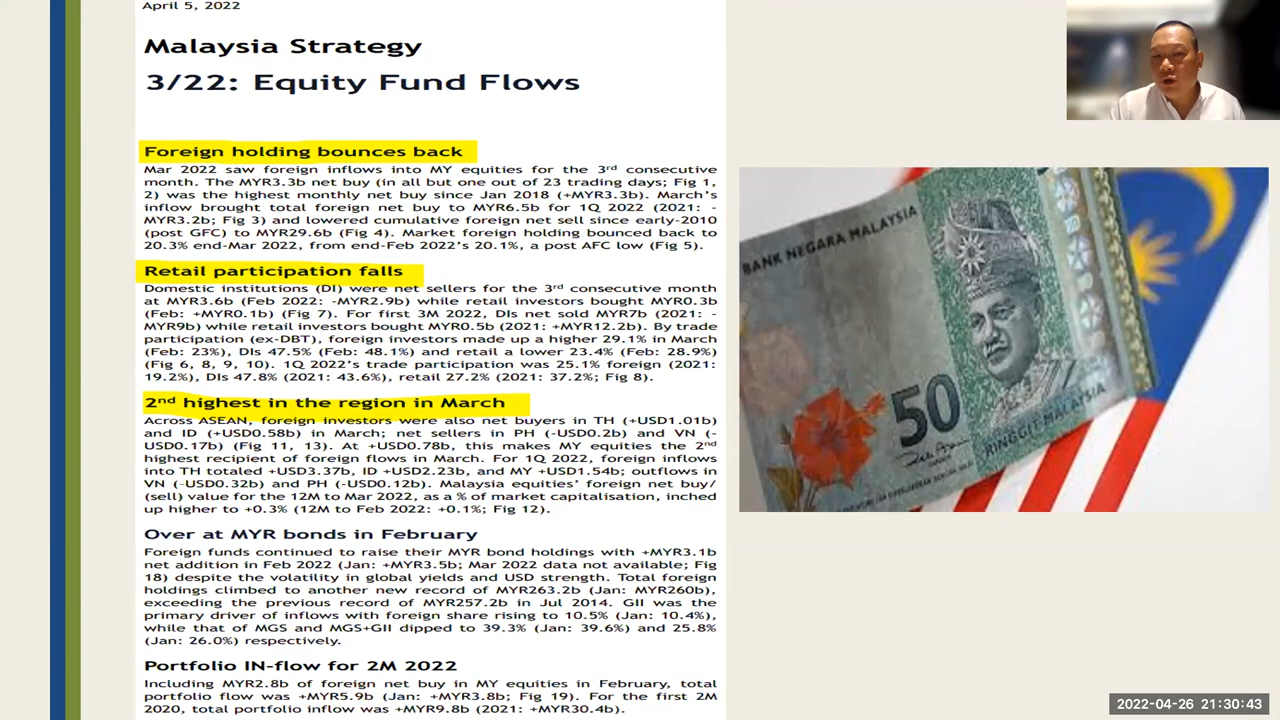 April 5, 2022
Malaysia Strategy
3/22: Equity Fund Flows
Foreign holding bounces back
Mar 2022 saw foreign inflows into MY equities for the 3rd consecutive
month. The MYR3.3b net buy (in all but one out of 23 trading days; Fig 1,
2) was the highest monthly net buy since Jan 2018 (+MYR3.3b). March's
inflow brought total foreign net buy to MYR6.5b for 1Q 2022 (2021: -
MYR3.2b; Fig 3) and lowered cumulative foreign net sell since early-2010
(post GFC) to MYR29.6b (Fig 4). Market foreign holding bounced back to
20.3% end-Mar 2022, from end-Feb 2022's 20.1%, a post AFC low (Fig 5).
Retail participation falls
Domestic institutions (DI) were net sellers for the 3rd consecutive month
at MYR3.6b (Feb 2022: -MYR2.9b) while retail investors bought MYR0.3b
(Feb: +MYR0.1b) (Fig 7). For first 3M 2022, DIs net sold MYR7b (2021: -
MYR9b) while retail investors bought MYR0.5b (2021: +MYR12.2b). By trade
participation (ex-DBT), foreign investors made up a higher 29.1% in March
(Feb: 23%), DIs 47.5% (Feb: 48.1%) and retail a lower 23.4% (Feb: 28.9%)
(Fig 6, 8, 9, 10). 1Q 2022's trade participation was 25.1% foreign (2021:
19.2%), DIs 47.8% (2021: 43.6%), retail 27.2% (2021: 37.2%; Fig 8).
2nd highest in the region in March
Across ASEAN, foreign investors were also net buyers in TH (+USD1.01b)
and ID (+USD0.58b) in March; net sellers in PH (-USD0.2b) and VN (-
USD0.17b) (Fig 11, 13). At +USD0.78b, this makes MY equities the 2nd
highest recipient of foreign flows in March. For 1Q 2022, foreign inflows
into TH totaled +USD3.37b, ID +USD2.23b, and MY +USD1.54b; outflows in
VN (-USD0.32b) and PH (-USD0.12b). Malaysia equities' foreign net buy/
(sell) value for the 12M to Mar 2022, as a % of market capitalisation, inched
up higher to +0.3% (12M to Feb 2022: +0.1%; Fig 12).
Over at MYR bonds in February
Foreign funds continued to raise their MYR bond holdings with +MYR3.1b
net addition in Feb 2022 (Jan: +MYR3.5b; Mar 2022 data not available; Fig
18) despite the volatility in global yields and USD strength. Total foreign
holdings climbed to another new record of MYR263.2b (Jan: MYR260b),
exceeding the previous record of MYR257.2b in Jul 2014. GII was the
primary driver of inflows with foreign share rising to 10.5% (Jan: 10.4%),
while that of MGS and MGS+GII dipped to 39.3% (Jan: 39.6%) and 25.8%
(Jan: 26.0%) respectively.
Portfolio IN-flow for 2M 2022
Including MYR2.8b of foreign net buy in MY equities in February, total
portfolio flow was +MYR5.9b (Jan: +MYR3.8b; Fig 19). For the first 2M
2020, total portfolio inflow was +MYR9.8b (2021: +MYR30.4b).
BANK NEGARA MALAYSIA
50
RINGGIT MALAYSIA
2022-04-26 21:30:43